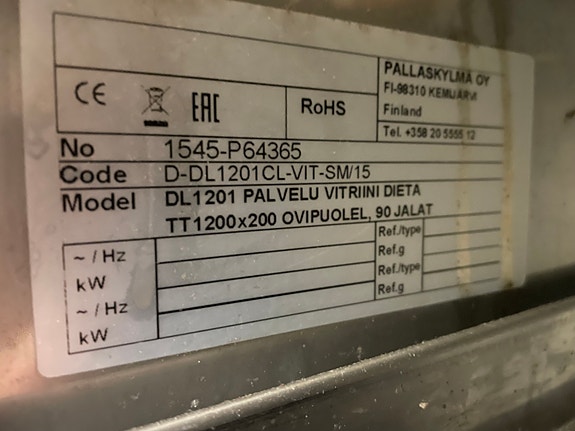 PALLASKYLMÄ OY
FI-98310 KEMIJÄRVI
Finland
Tel. +358 20 5555 12
CE EAC RoHS
No 1545-P64365
Code D-DL1201CL-VIT-SM/15
Model DL1201 PALVELU VITRIINI DIETA
TT1200x200 OVIPUOLEL, 90 JALAT
~ / Hz Ref./type
kW Ref.g
~ / Hz Ref./type
kW Ref.g